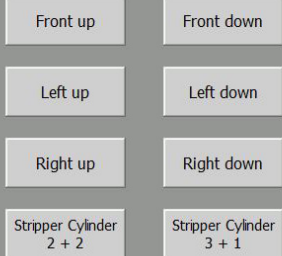 Front up Front down
Left up Left down
Right up Right down
Stripper Cylinder Stripper Cylinder
2 + 2 3 + 1